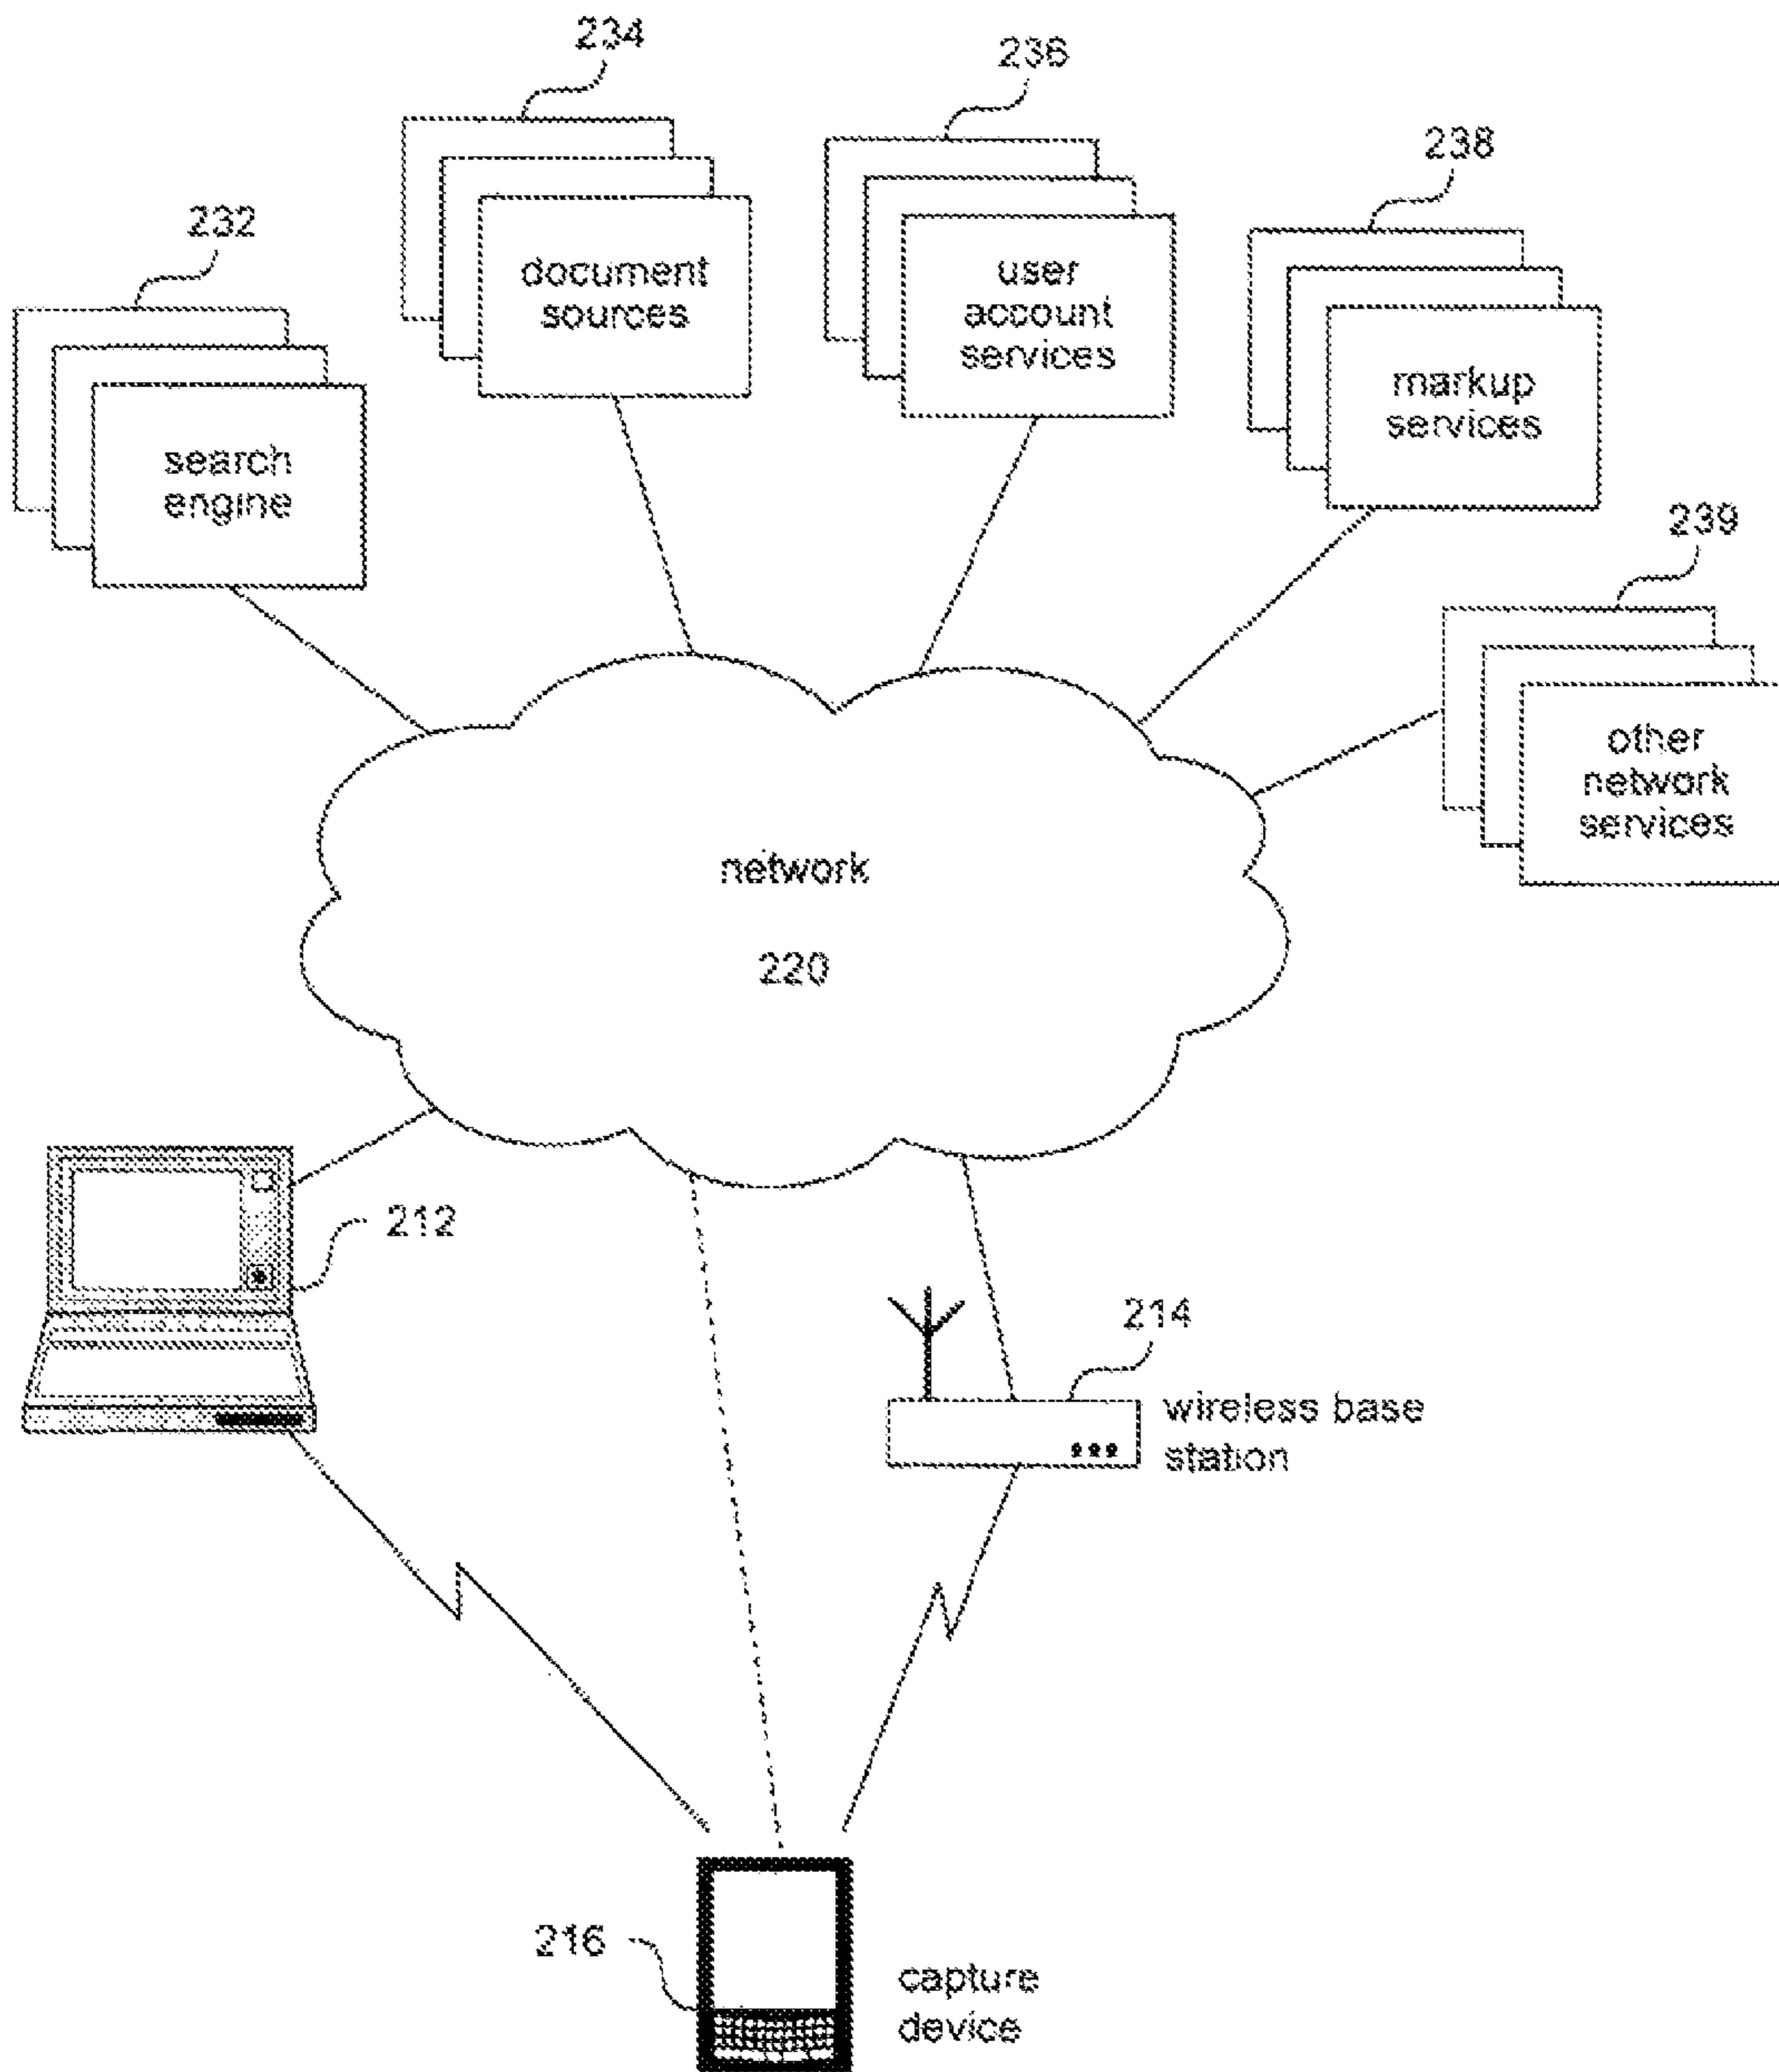 234
236
238
232
document
sources
user
account
services
markup
services
search
engine
239
other
network
services
network
220
212
214
wireless base
station
216
capture
device